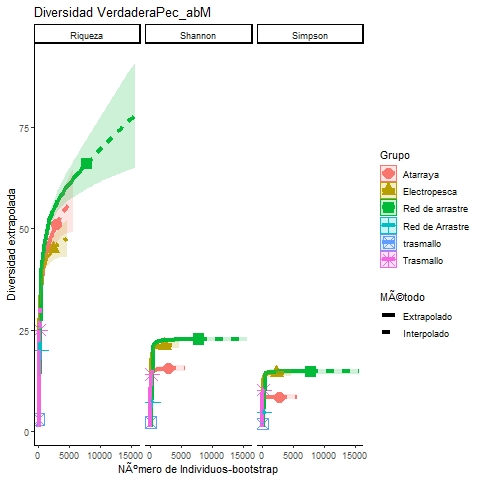 Diversidad VerdaderaPec_abM
Riqueza
Shannon
Simpson
Diversidad extrapolada
75
50
25
0
0 5000 10000 15000
0 5000 10000 15000
0 5000 10000 15000
NÃºmero de Individuos-bootstrap
Grupo
Atarraya
Electropesca
Red de arrastre
Red de Arrastre
trasmallo
Trasmallo
MÃ©todo
Extrapolado
Interpolado